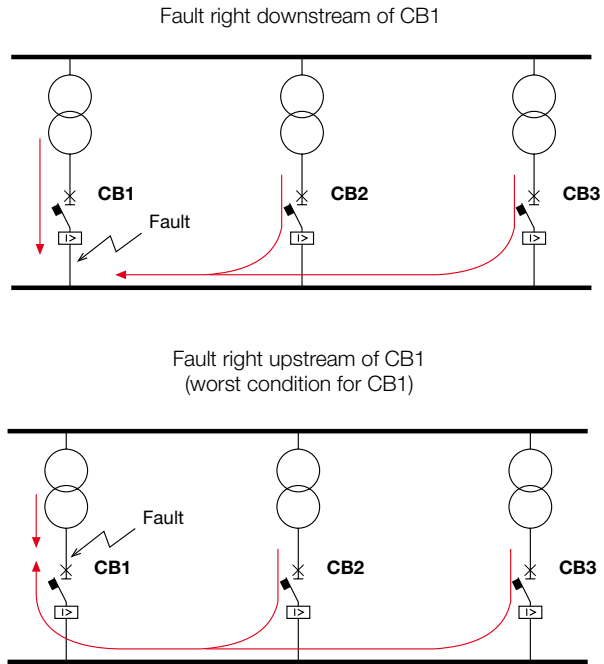 Fault right downstream of CB1
CB1
CB2
CB3
Fault
I>
I>
I>
Fault right upstream of CB1
(worst condition for CB1)
Fault
CB1
CB2
CB3
I>
I>
I>